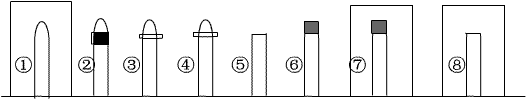 ① ② ③ ④ ⑤ ⑥ ⑦ ⑧